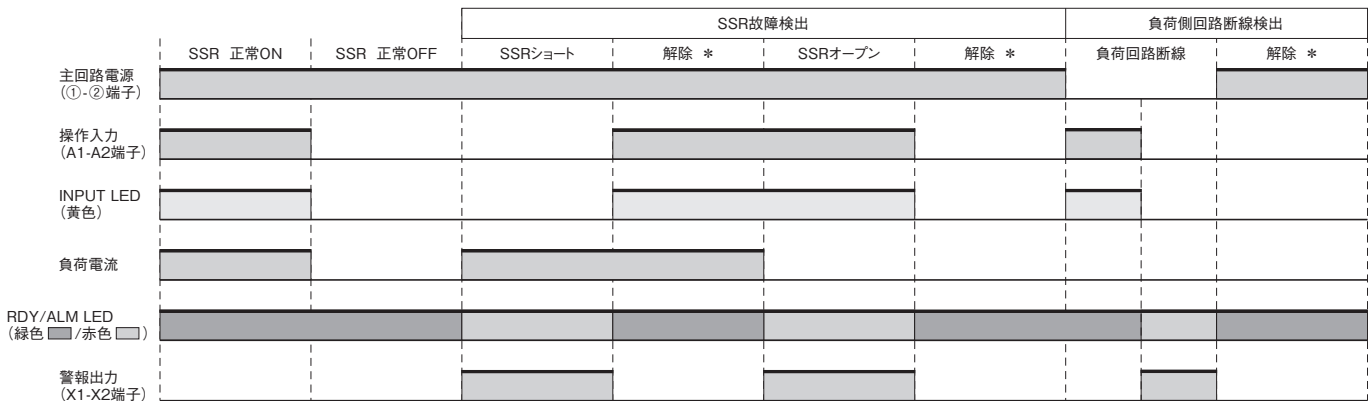 SSR故障検出
負荷側回路断線検出
SSR 正常ON
SSR 正常OFF
SSRショート
解除 *
SSRオープン
解除 *
負荷回路断線
解除 *
主回路電源
(①-②端子)
操作入力
(A1-A2端子)
INPUT LED
(黄色)
負荷電流
RDY/ALM LED
(緑色 /赤色 )
警報出力
(X1-X2端子)